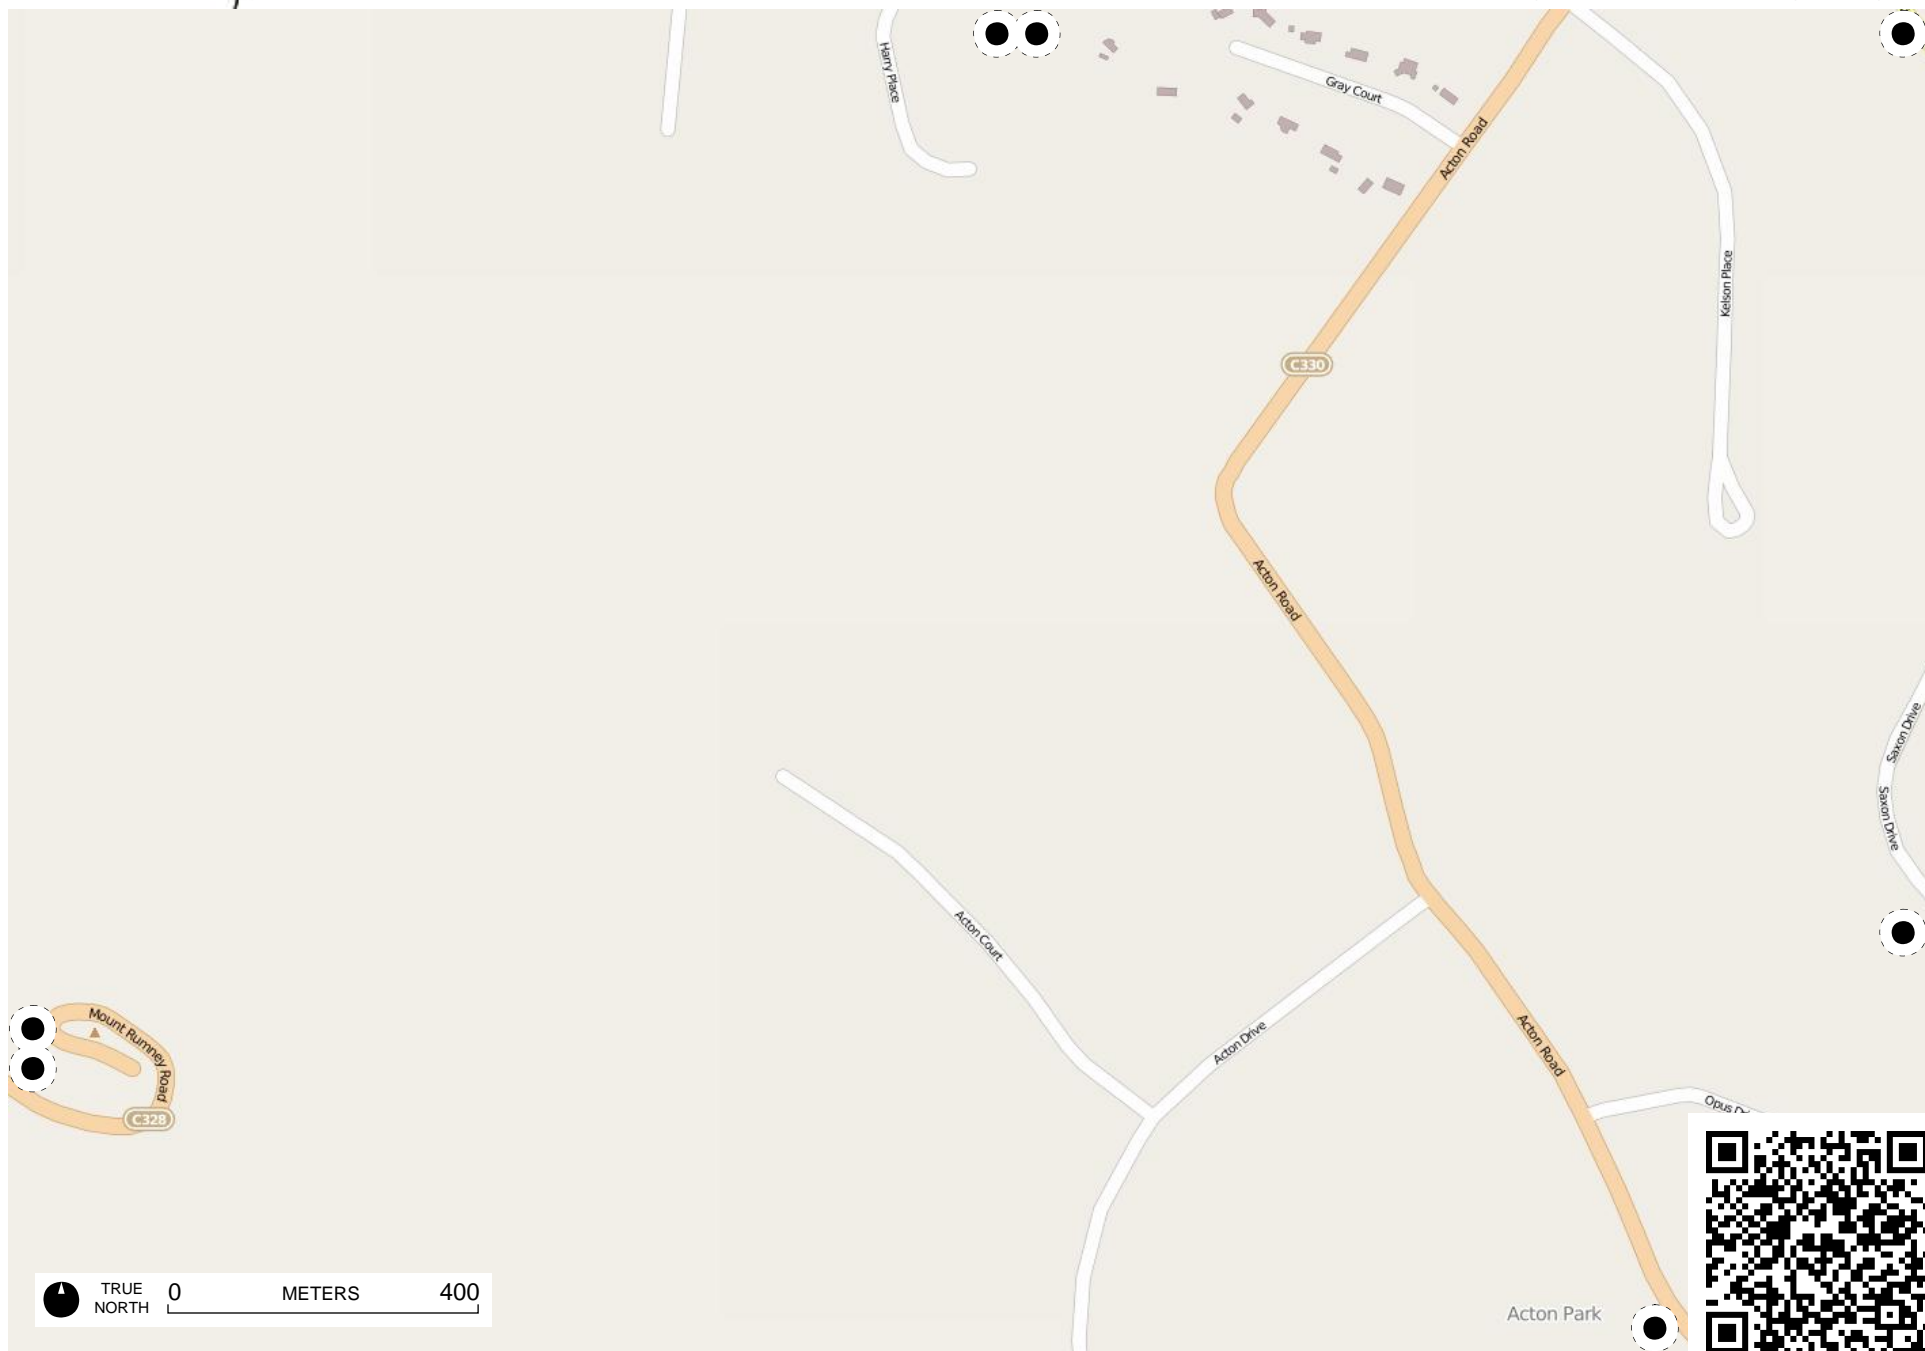 Harry Place
Gray Court
Acton Road
Kelson Place
C330
Acton Road
Saxon Drive
Saxon Drive
Acton Court
Mount Rumney Road
Acton Drive
Acton Road
C328
Opus
TRUE
NORTH
0 METERS 400
Acton Park